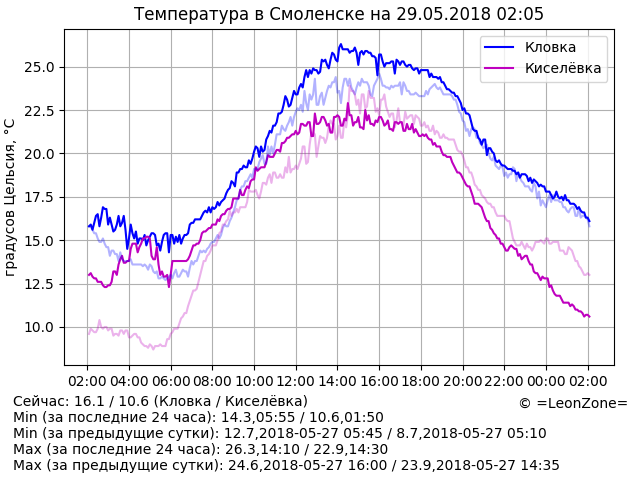 Температура в Смоленске на 29.05.2018 02:05
градусов Цельсия, °C
25.0
22.5
20.0
17.5
15.0
12.5
10.0
Кловка
Киселёвка
02:00 04:00 06:00 08:00 10:00 12:00 14:00 16:00 18:00 20:00 22:00 00:00 02:00
Сейчас: 16.1 / 10.6 (Кловка / Киселёвка)
© =LeonZone=
Min (за последние 24 часа): 14.3,05:55 / 10.6,01:50
Min (за предыдущие сутки): 12.7,2018-05-27 05:45 / 8.7,2018-05-27 05:10
Max (за последние 24 часа): 26.3,14:10 / 22.9,14:30
Max (за предыдущие сутки): 24.6,2018-05-27 16:00 / 23.9,2018-05-27 14:35